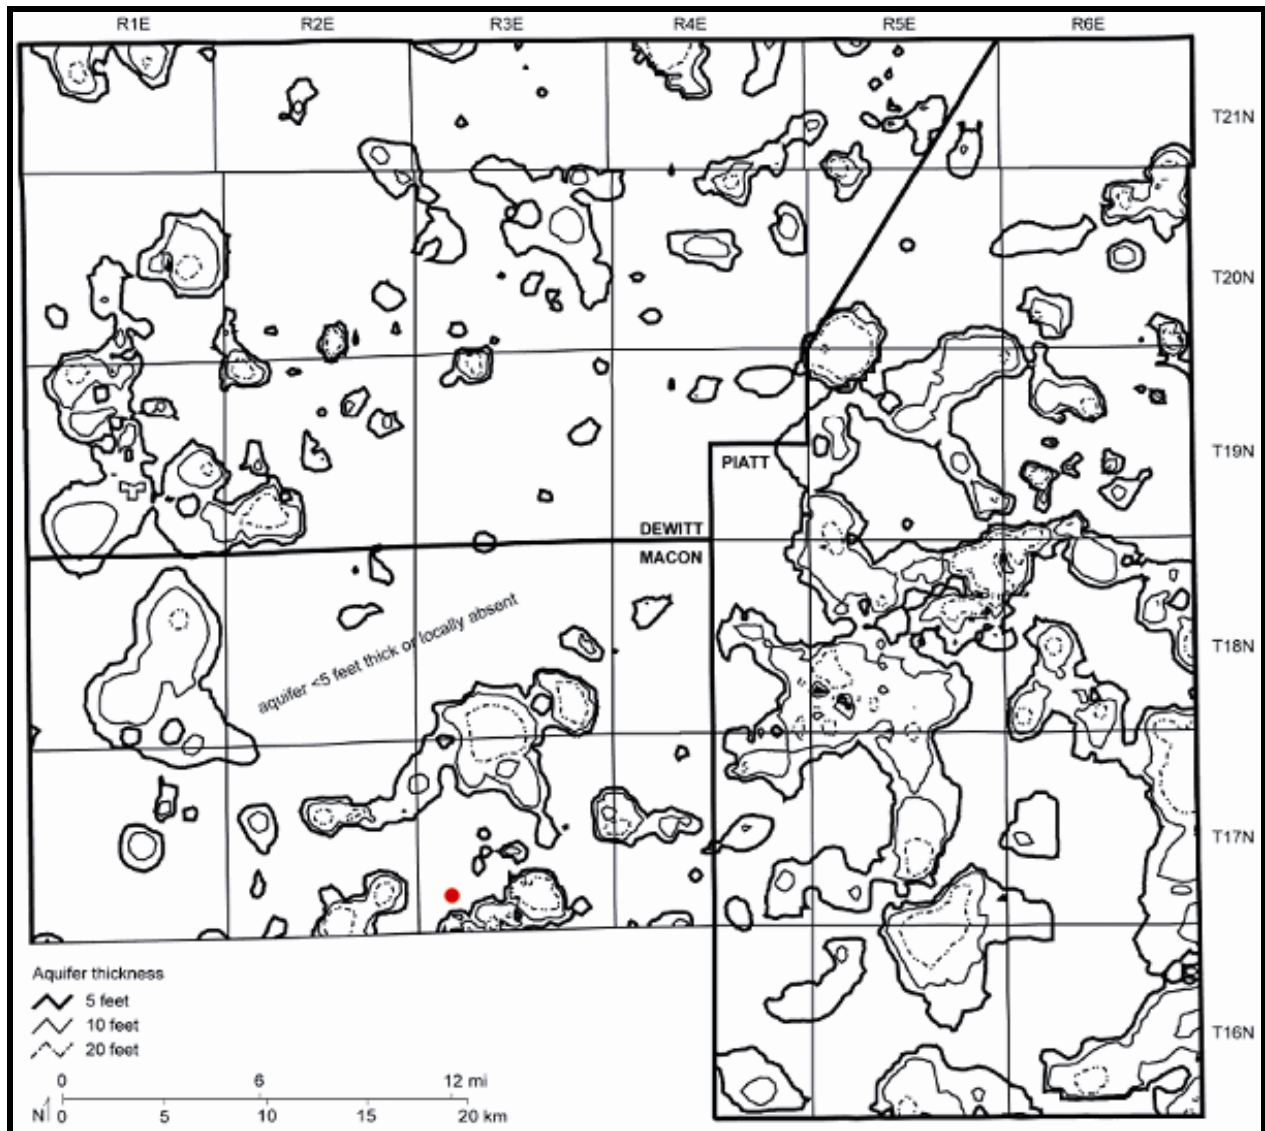 R1E R2E R3E R4E R5E R6E
T21N
T20N
T19N
PIATT
DEWITT
MACON
aquifer <5 feet thick or locally absent
T18N
T17N
Aquifer thickness
5 feet
10 feet
20 feet
T16N
0 6 12 mi
N 0 5 10 15 20 km